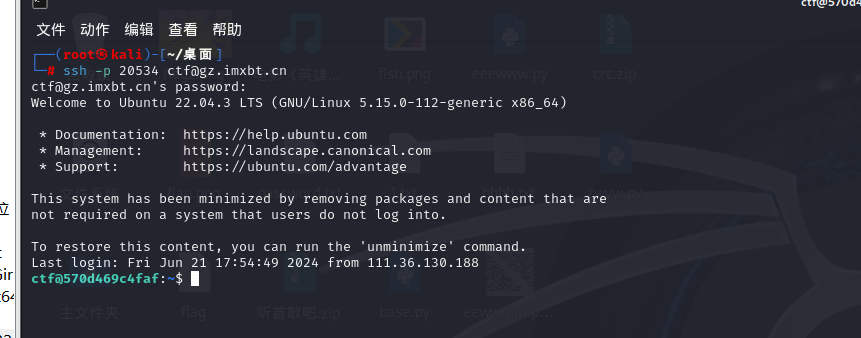 ctf@570d4
文件 动作 编辑 查看 帮助
┌──(root㉿kali)-[~/桌面]
└─# ssh -p 20534 ctf@gz.imxbt.cn
ctf@gz.imxbt.cn's password:
Welcome to Ubuntu 22.04.3 LTS (GNU/Linux 5.15.0-112-generic x86_64)
* Documentation: https://help.ubuntu.com
* Management: https://landscape.canonical.com
* Support: https://ubuntu.com/advantage
This system has been minimized by removing packages and content that are
not required on a system that users do not log into.
To restore this content, you can run the 'unminimize' command.
Last login: Fri Jun 21 17:54:49 2024 from 111.36.130.188
ctf@570d469c4faf:~$
fish.png
eeewww.py
crc.zip
主文件夹
flag
听首歌吧.zip
base.py
位
Gir